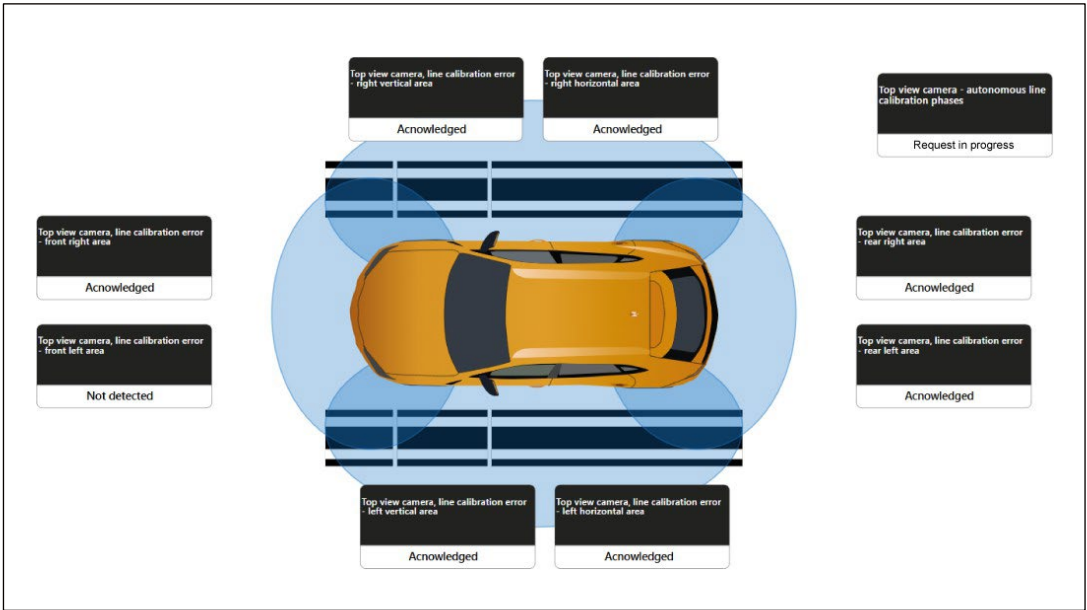 Top view camera, line calibration error
- right vertical area
Acnowledged
Top view camera, line calibration error
- right horizontal area
Acnowledged
Top view camera - autonomous line
calibration phases
Request in progress
Top view camera, line calibration error
- front right area
Acnowledged
Top view camera, line calibration error
- rear right area
Acnowledged
Top view camera, line calibration error
- front left area
Not detected
Top view camera, line calibration error
- rear left area
Acnowledged
Top view camera, line calibration error
- left vertical area
Acnowledged
Top view camera, line calibration error
- left horizontal area
Acnowledged